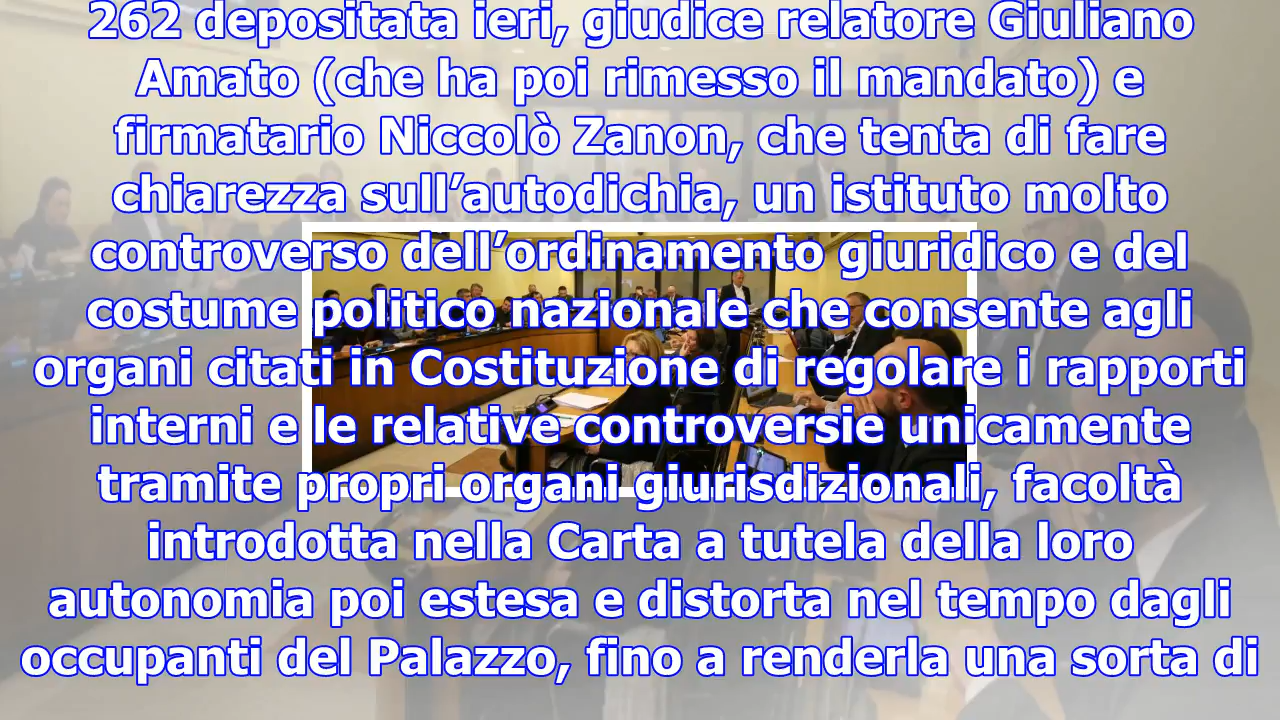 262 depositata ieri, giudice relatore Giuliano
Amato (che ha poi rimesso il mandato) e
firmatario Niccolò Zanon, che tenta di fare
chiarezza sull’autodichia, un istituto molto
controverso dell’ordinamento giuridico e del
costume politico nazionale che consente agli
organi citati in Costituzione di regolare i rapporti
interni e le relative controversie unicamente
tramite propri organi giurisdizionali, facoltà
introdotta nella Carta a tutela della loro
autonomia poi estesa e distorta nel tempo dagli
occupanti del Palazzo, fino a renderla una sorta di